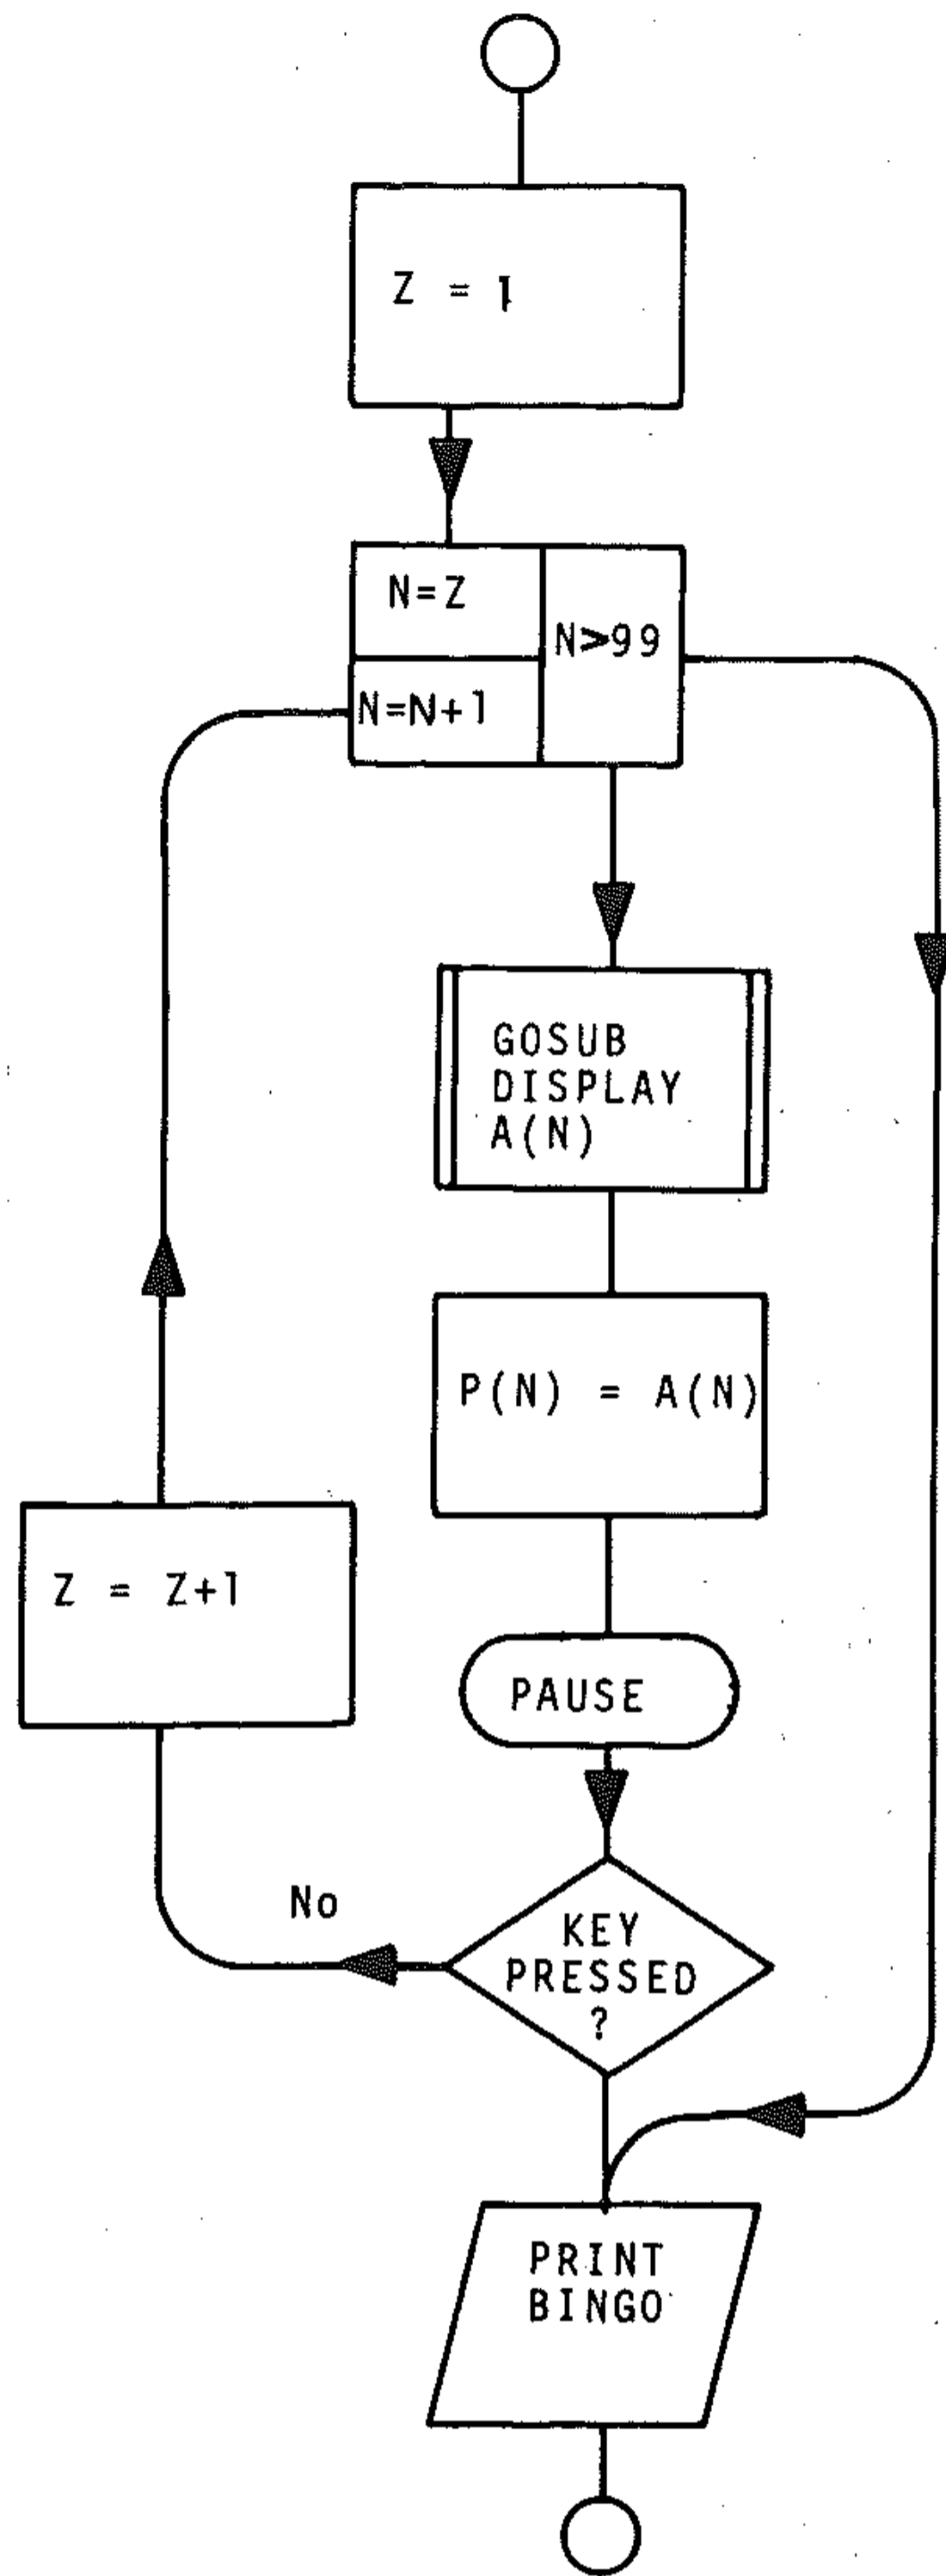 Z = 1
N=Z
N>99
N=N+1
GOSUB
DISPLAY
A(N)
P(N) = A(N)
Z = Z+1
PAUSE
No
KEY
PRESSED
?
PRINT
BINGO